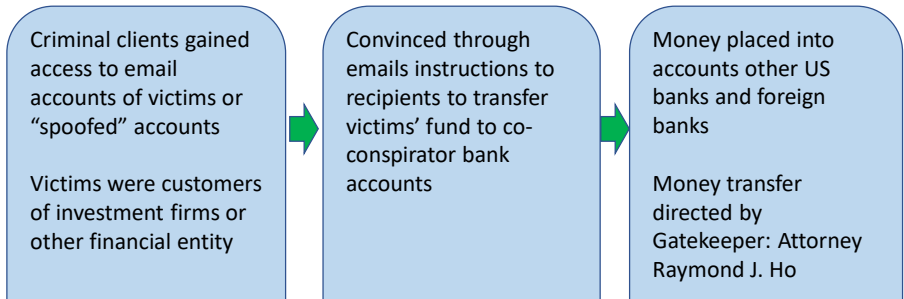 Criminal clients gained
access to email
accounts of victims or
“spoofed” accounts
Victims were customers
of investment firms or
other financial entity
Convinced through
emails instructions to
recipients to transfer
victims’ fund to co-
conspirator bank
accounts
Money placed into
accounts other US
banks and foreign
banks
Money transfer
directed by
Gatekeeper: Attorney
Raymond J. Ho